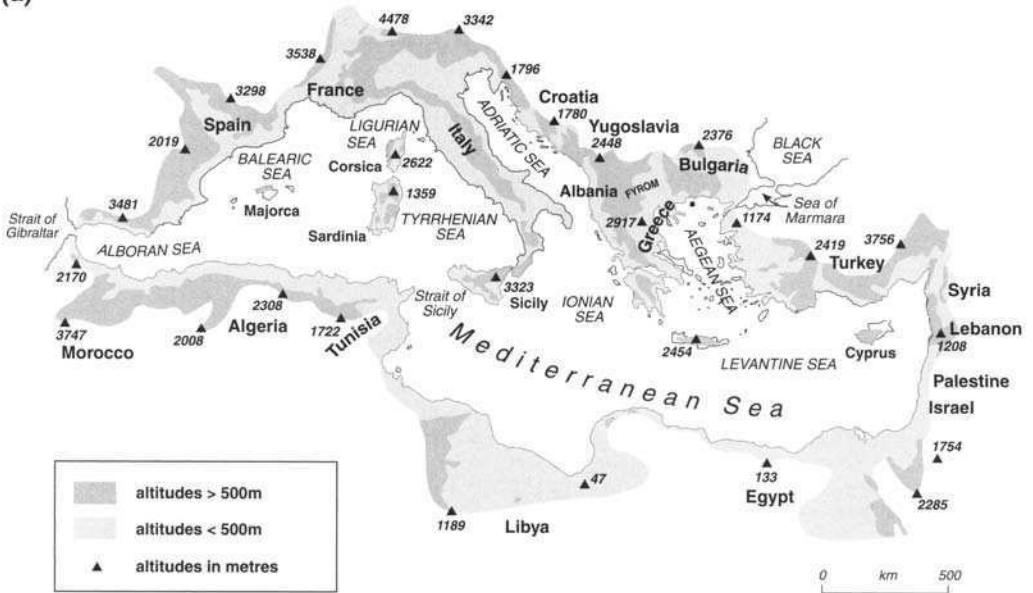 (a)
4478
3342
3538
1796
3298
France
Croatia
1780
Spain
LIGURIAN
SEA
Italy
ADRIATIC SEA
Yugoslavia
2376
BLACK
SEA
2019
BALEARIC
SEA
Corsica
2622
2448
Bulgaria
1359
Albania
FYROM
Majorca
Sea of
Marmara
3481
Strait of
Gibraltar
Sardinia
TYRRHENIAN
SEA
2917
Greece
1174
ALBORAN SEA
AEGEAN SEA
2419
3756
Turkey
2170
3323
Sicily
IONIAN
SEA
Syria
2308
Strait of
Sicily
3747
Morocco
2008
Algeria
1722
Tunisia
2454
Cyprus
Lebanon
1208
LEVANTINE SEA
Mediterranean Sea
Palestine
Israel
1754
47
133
Egypt
2285
1189
Libya
altitudes > 500m
altitudes < 500m
altitudes in metres
0 km 500